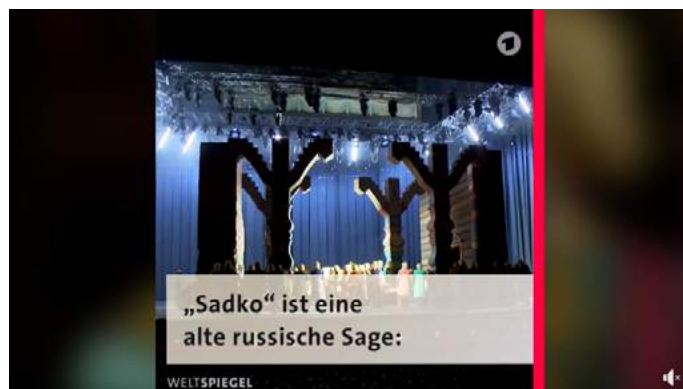 „Sadko“ ist eine
alte russische Sage:
WELTSPIEGEL